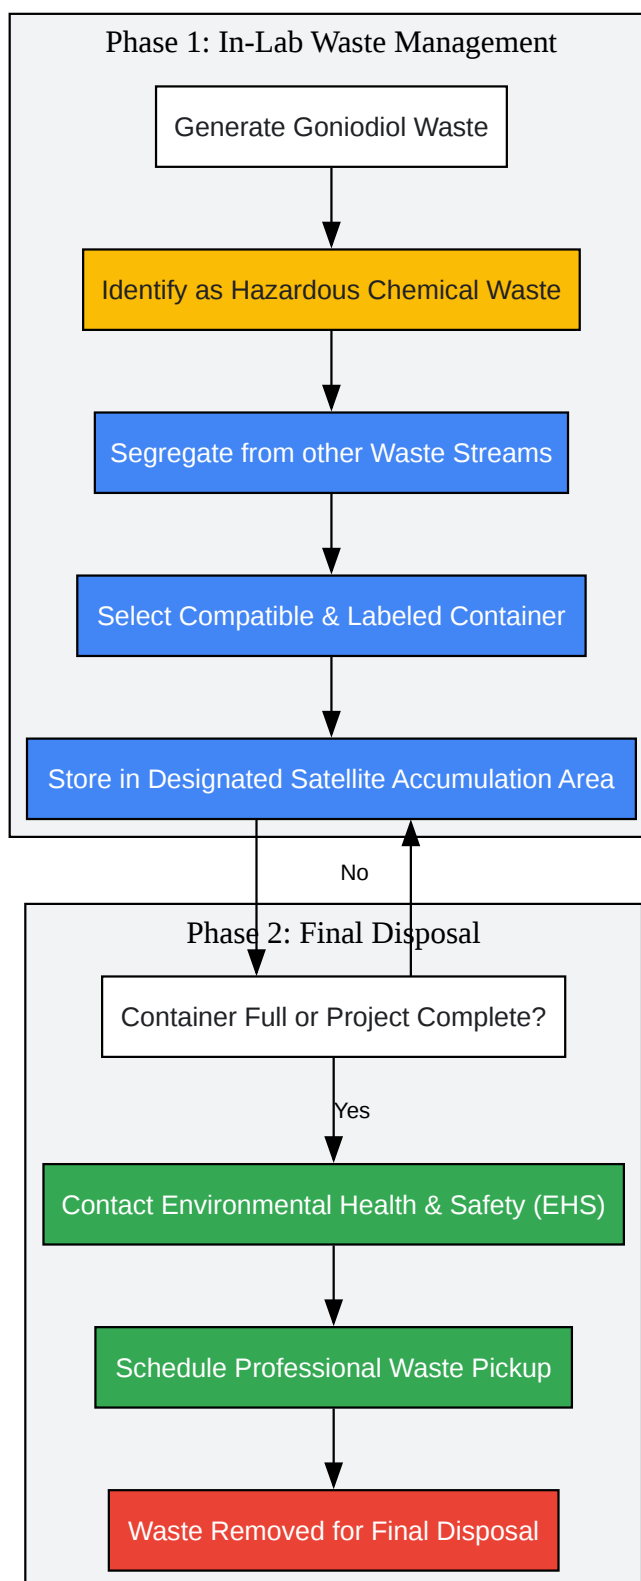 Phase 1: In-Lab Waste Management
Generate Goniodiol Waste
Identify as Hazardous Chemical Waste
Segregate from other Waste Streams
Select Compatible & Labeled Container
Store in Designated Satellite Accumulation Area
No
Phase 2: Final Disposal
Container Full or Project Complete?
Yes
Contact Environmental Health & Safety (EHS)
Schedule Professional Waste Pickup
Waste Removed for Final Disposal